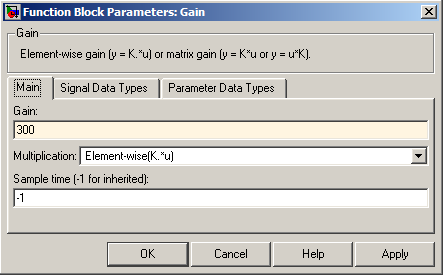 Function Block Parameters: Gain
Gain
Element-wise gain (y = K.*u) or matrix gain (y = K*u or y = u*K).
Main Signal Data Types Parameter Data Types
Gain:
300
Multiplication: Element-wise(K.*u)
Sample time (-1 for inherited):
-1
OK Cancel Help Apply